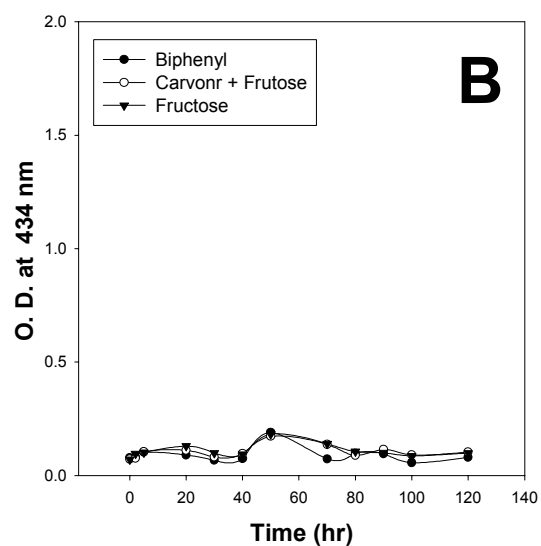 2.0
Biphenyl
Carvonr + Frutose
Fructose
B
1.5
1.0
0.5
0.0
O. D. at 434 nm
0 20 40 60 80 100 120 140
Time (hr)